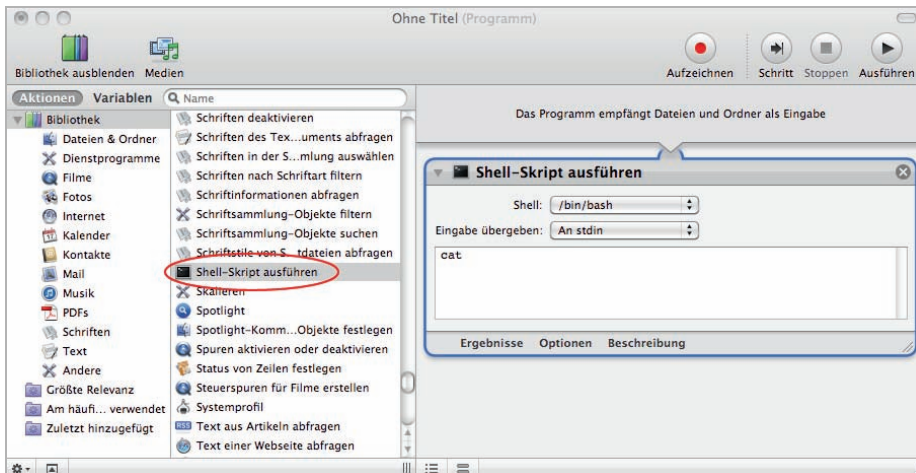 Ohne Titel (Programm)
Bibliothek ausblenden Medien
Aufzeichnen Schritt Stoppen Ausführen
Aktionen Variablen Name
Bibliothek
Dateien & Ordner
Dienstprogramme
Filme
Fotos
Internet
Kalender
Kontakte
Mail
Musik
PDFs
Schriften
Text
Andere
Größte Relevanz
Am häufi... verwendet
Zuletzt hinzugefügt
Schriften deaktivieren
Schriften des Tex...uments abfragen
Schriften in der S...mlung auswählen
Schriften nach Schriftart filtern
Schriftinformationen abfragen
Schriftsammlung-Objekte filtern
Schriftsammlung-Objekte suchen
Schriftstile von S...tdateien abfragen
Shell-Skript ausführen
Skalieren
Spotlight
Spotlight-Komm...Objekte festlegen
Spuren aktivieren oder deaktivieren
Status von Zeilen festlegen
Steuerspuren für Filme erstellen
Systemprofil
RSS Text aus Artikeln abfragen
Text einer Webseite abfragen
Das Programm empfängt Dateien und Ordner als Eingabe
Shell-Skript ausführen
Shell: /bin/bash
Eingabe übergeben: An stdin
cat
Ergebnisse Optionen Beschreibung